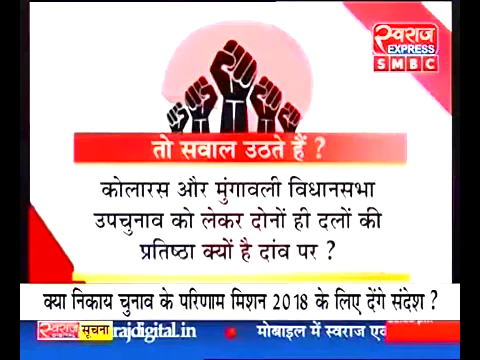 स्वराज
EXPRESS
SMBC
तो सवाल उठते हैं ?
कोलारस और मुंगावली विधानसभा
उपचुनाव को लेकर दोनों ही दलों की
प्रतिष्ठा क्यों है दांव पर ?
क्या निकाय चुनाव के परिणाम मिशन 2018 के लिए देंगे संदेश ?
स्वराज सूचना rajdigital.in मोबाइल में स्वराज